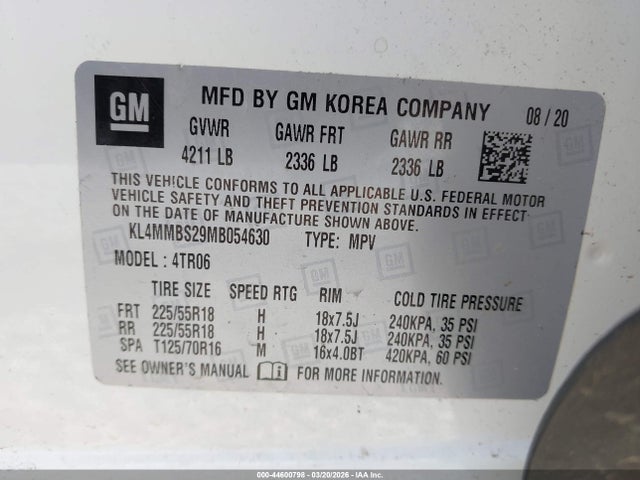 GM
MFD BY GM KOREA COMPANY 08 / 20
GVWR GAWR FRT GAWR RR
4211 LB 2336 LB 2336 LB
THIS VEHICLE CONFORMS TO ALL APPLICABLE U.S. FEDERAL MOTOR
VEHICLE SAFETY AND THEFT PREVENTION STANDARDS IN EFFECT
ON THE DATE OF MANUFACTURE SHOWN ABOVE.
KL4MMBS29MB054630 TYPE: MPV
MODEL : 4TR06
TIRE SIZE SPEED RTG RIM COLD TIRE PRESSURE
FRT 225/55R18 H 18x7.5J 240KPA, 35 PSI
RR 225/55R18 H 18x7.5J 240KPA, 35 PSI
SPA T125/70R16 M 16x4.0BT 420KPA, 60 PSI
SEE OWNER'S MANUAL i FOR MORE INFORMATION.
000-44600798 - 03/20/2026 - IAAI.COM